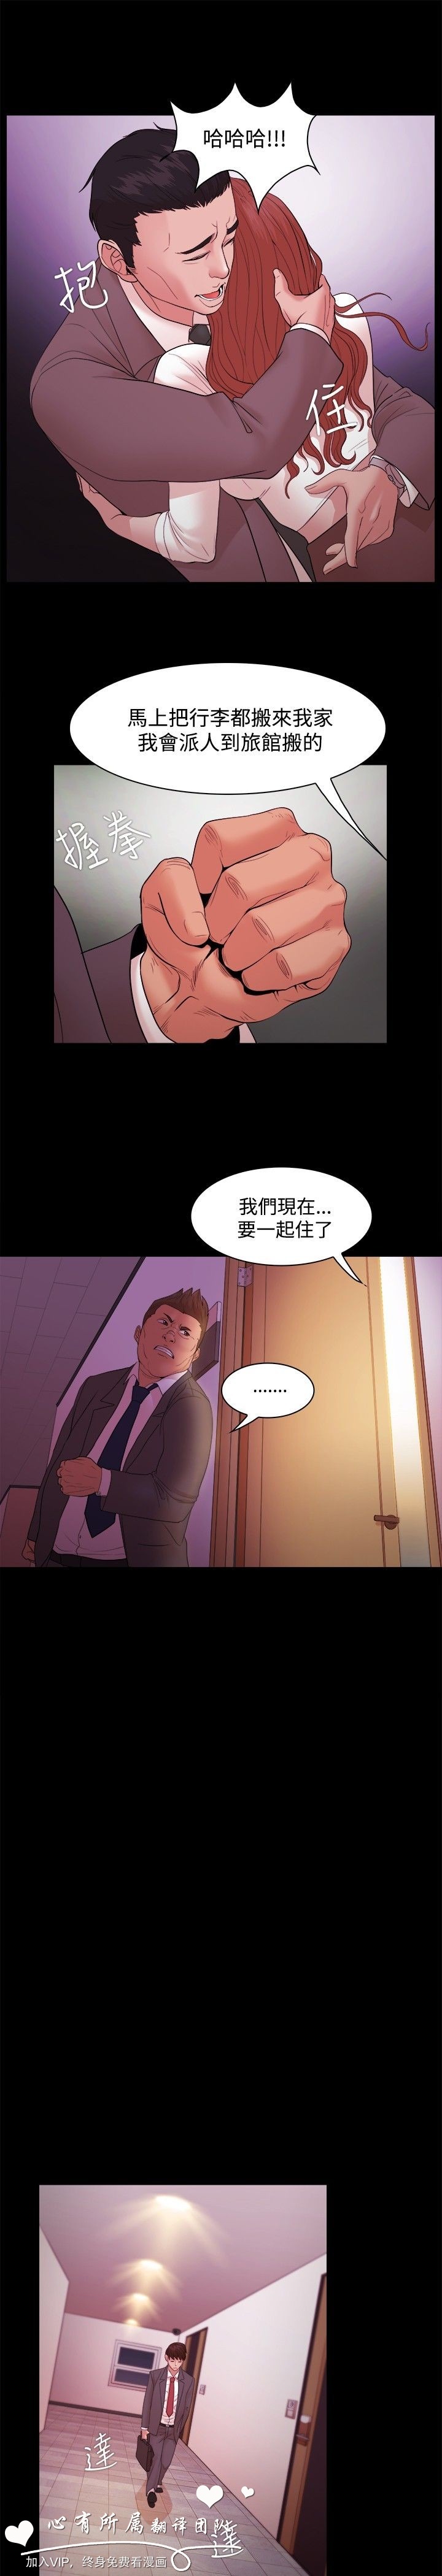 哈哈哈!!!
抱
住
馬上把行李都搬來我家
我會派人到旅館搬的
握拳
我們現在...
要一起住了
.......
達
達
心有所属翻译团队
加入VIP，终身免费看漫画